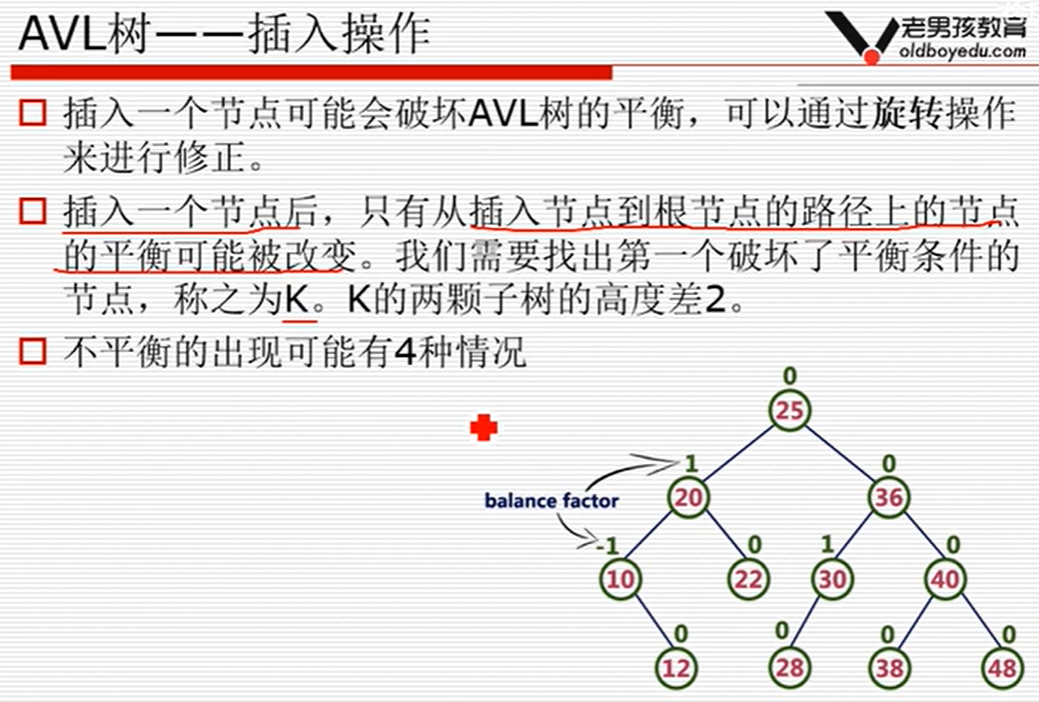 AVL树——插入操作
老男孩教育
oldboyedu.com
插入一个节点可能会破坏AVL树的平衡，可以通过旋转操作
来进行修正。
插入一个节点后，只有从插入节点到根节点的路径上的节点
的平衡可能被改变。我们需要找出第一个破坏了平衡条件的
节点，称之为K。K的两颗子树的高度差2。
不平衡的出现可能有4种情况
0
25
1 0
20 36
balance factor
-1 0 1 0
10 22 30 40
0 0 0 0
12 28 38 48